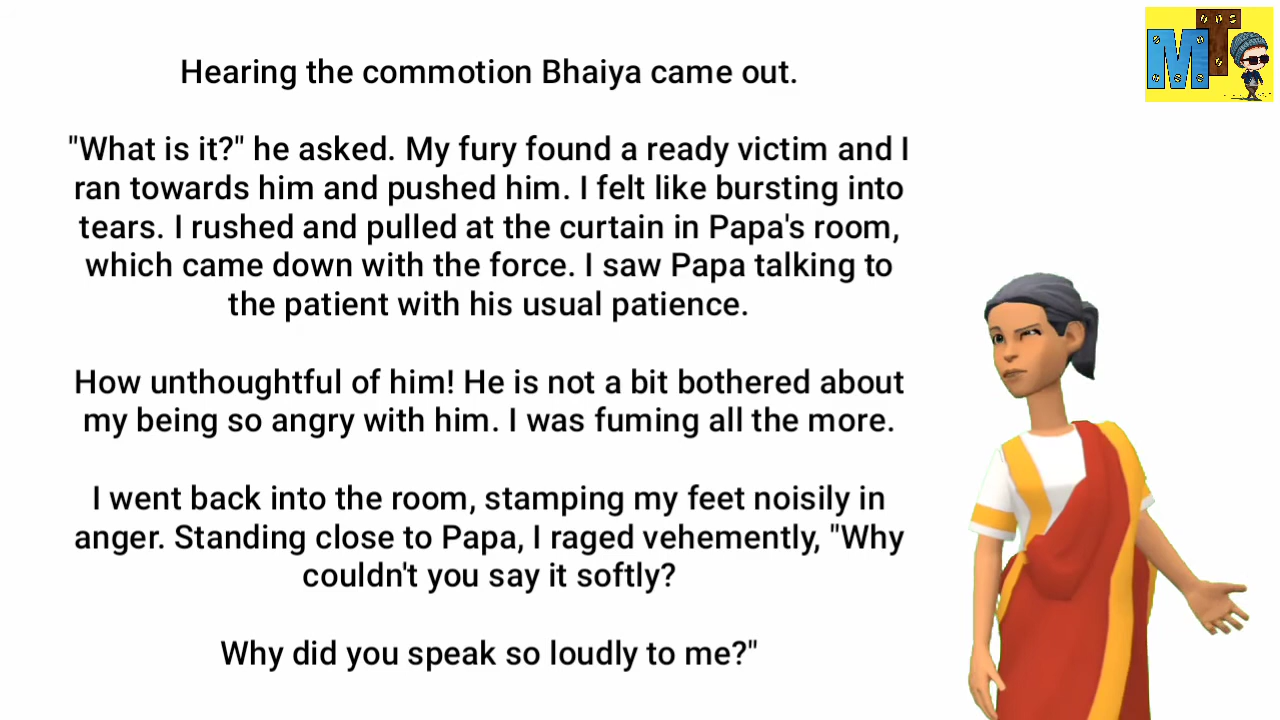 Hearing the commotion Bhaiya came out.
"What is it?" he asked. My fury found a ready victim and I
ran towards him and pushed him. I felt like bursting into
tears. I rushed and pulled at the curtain in Papa's room,
which came down with the force. I saw Papa talking to
the patient with his usual patience.
How unthoughtful of him! He is not a bit bothered about
my being so angry with him. I was fuming all the more.
I went back into the room, stamping my feet noisily in
anger. Standing close to Papa, I raged vehemently, "Why
couldn't you say it softly?
Why did you speak so loudly to me?"
MT